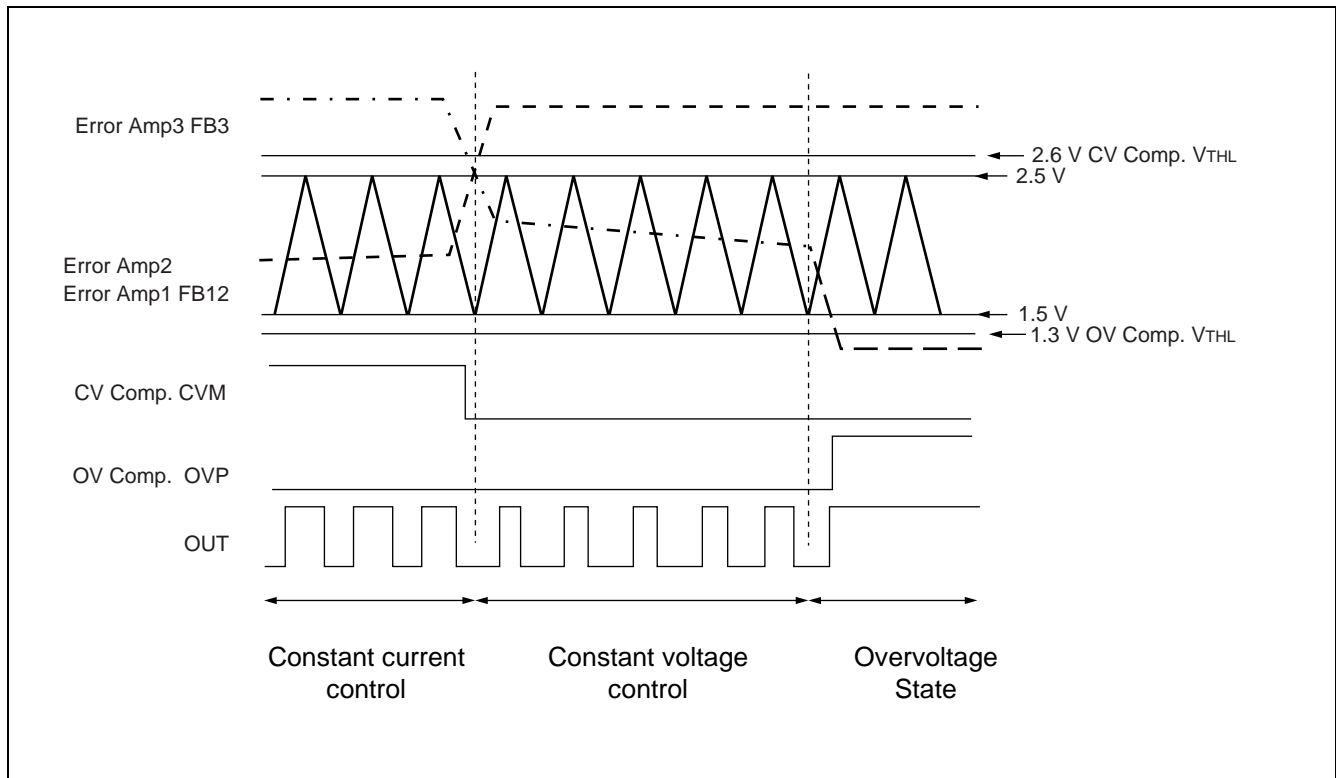 Error Amp3 FB3
2.6 V CV Comp. VTHL
2.5 V
Error Amp2
Error Amp1 FB12
1.5 V
1.3 V OV Comp. VTHL
CV Comp. CVM
OV Comp. OVP
OUT
Constant current
control
Constant voltage
control
Overvoltage
State